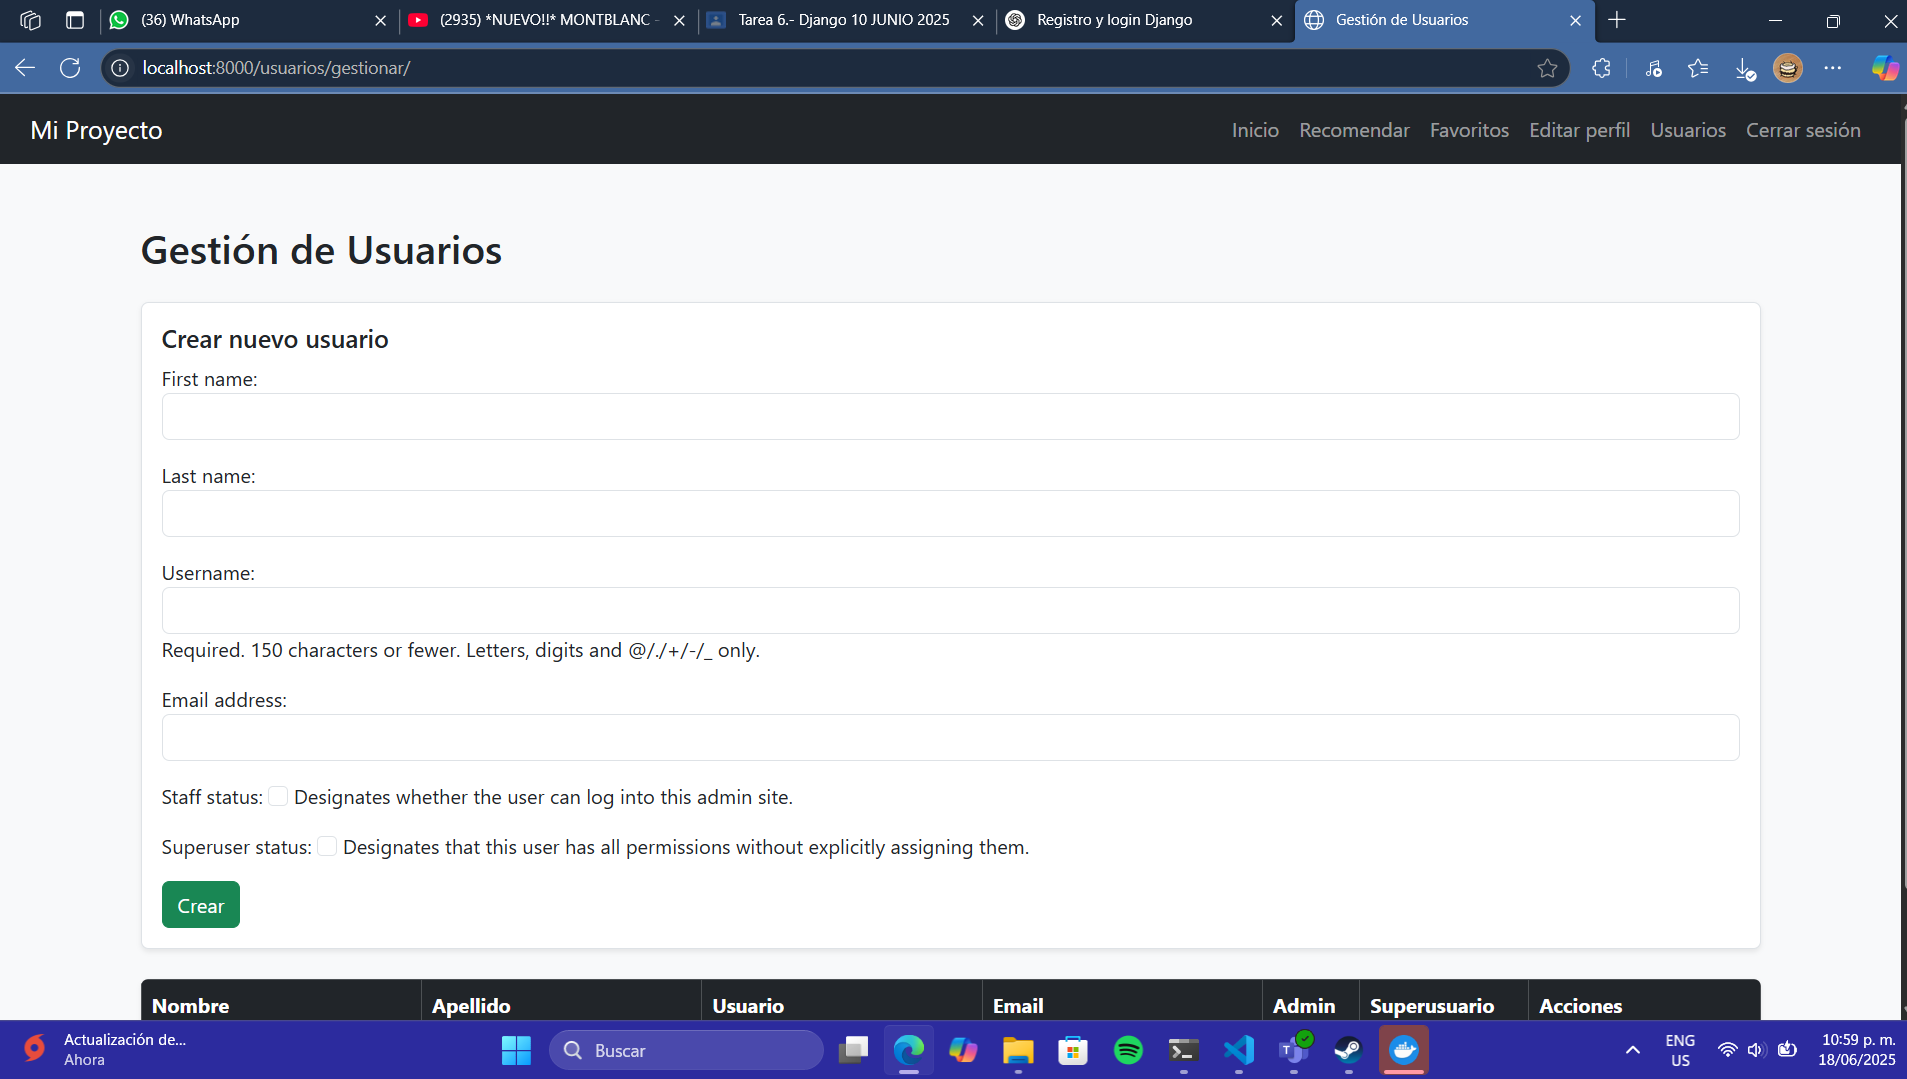 (36) WhatsApp
(2935) *NUEVO!!* MONTBLANC -
Tarea 6.- Django 10 JUNIO 2025
Registro y login Django
Gestión de Usuarios
localhost:8000/usuarios/gestionar/
Mi Proyecto
Inicio Recomendar Favoritos Editar perfil Usuarios Cerrar sesión
Gestión de Usuarios
Crear nuevo usuario
First name:
Last name:
Username:
Required. 150 characters or fewer. Letters, digits and @/./+/-/_ only.
Email address:
Staff status: Designates whether the user can log into this admin site.
Superuser status: Designates that this user has all permissions without explicitly assigning them.
Crear
Nombre Apellido Usuario Email Admin Superusuario Acciones
Actualización de...
Ahora
Buscar
ENG
US
10:59 p. m.
18/06/2025